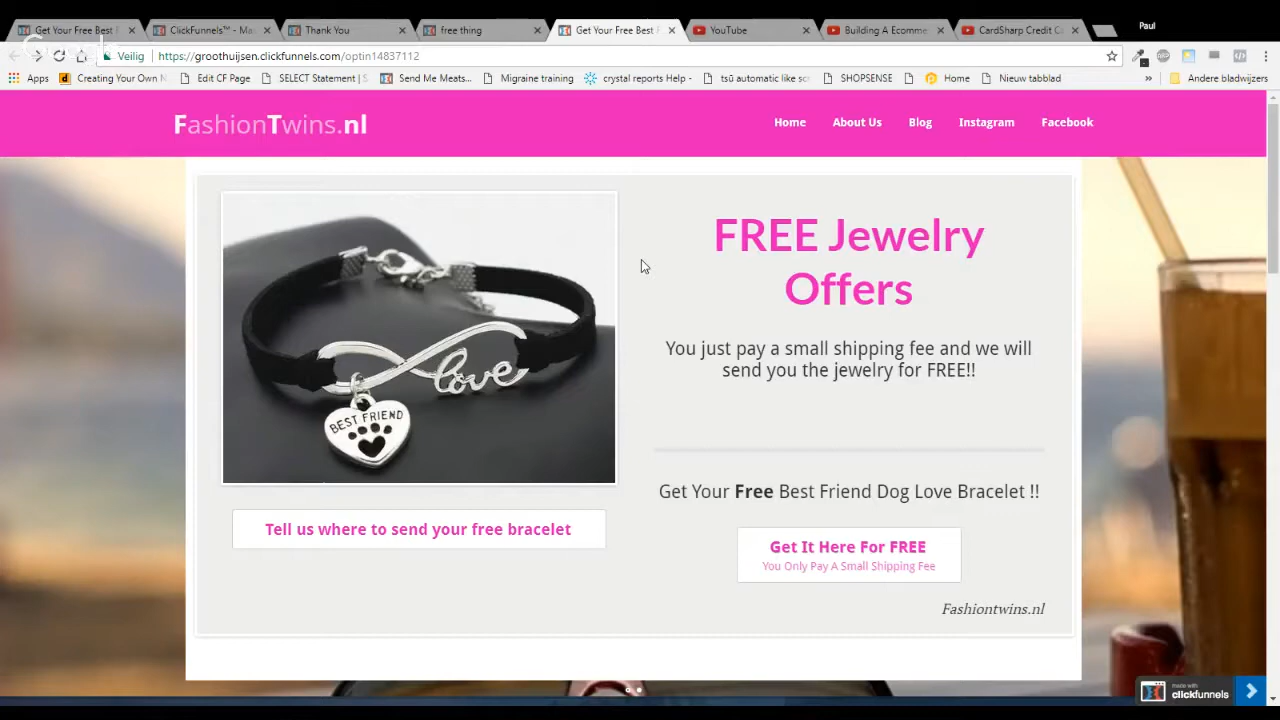 Paul
Get Your Free Best F
ClickFunnels™ - Ma
Thank You
free thing
Get Your Free Best F
YouTube
Building A Ecomme
CardSharp Credit C
Veilig
https://groothuijsen.clickfunnels.com/optin14837112
Apps
Creating Your Own
Edit CF Page
SELECT Statement |
Send Me Meats...
Migraine training
crystal reports Help -
tsū automatic like sc
SHOPSENSE
Home
Nieuw tabblad
»
Andere bladwijzers
FashionTwins.nl
Home
About Us
Blog
Instagram
Facebook
FREE Jewelry
Offers
You just pay a small shipping fee and we will
send you the jewelry for FREE!!
love
BEST FRIEND
Get Your Free Best Friend Dog Love Bracelet !!
Tell us where to send your free bracelet
Get It Here For FREE
You Only Pay A Small Shipping Fee
Fashiontwins.nl
made with
clickfunnels